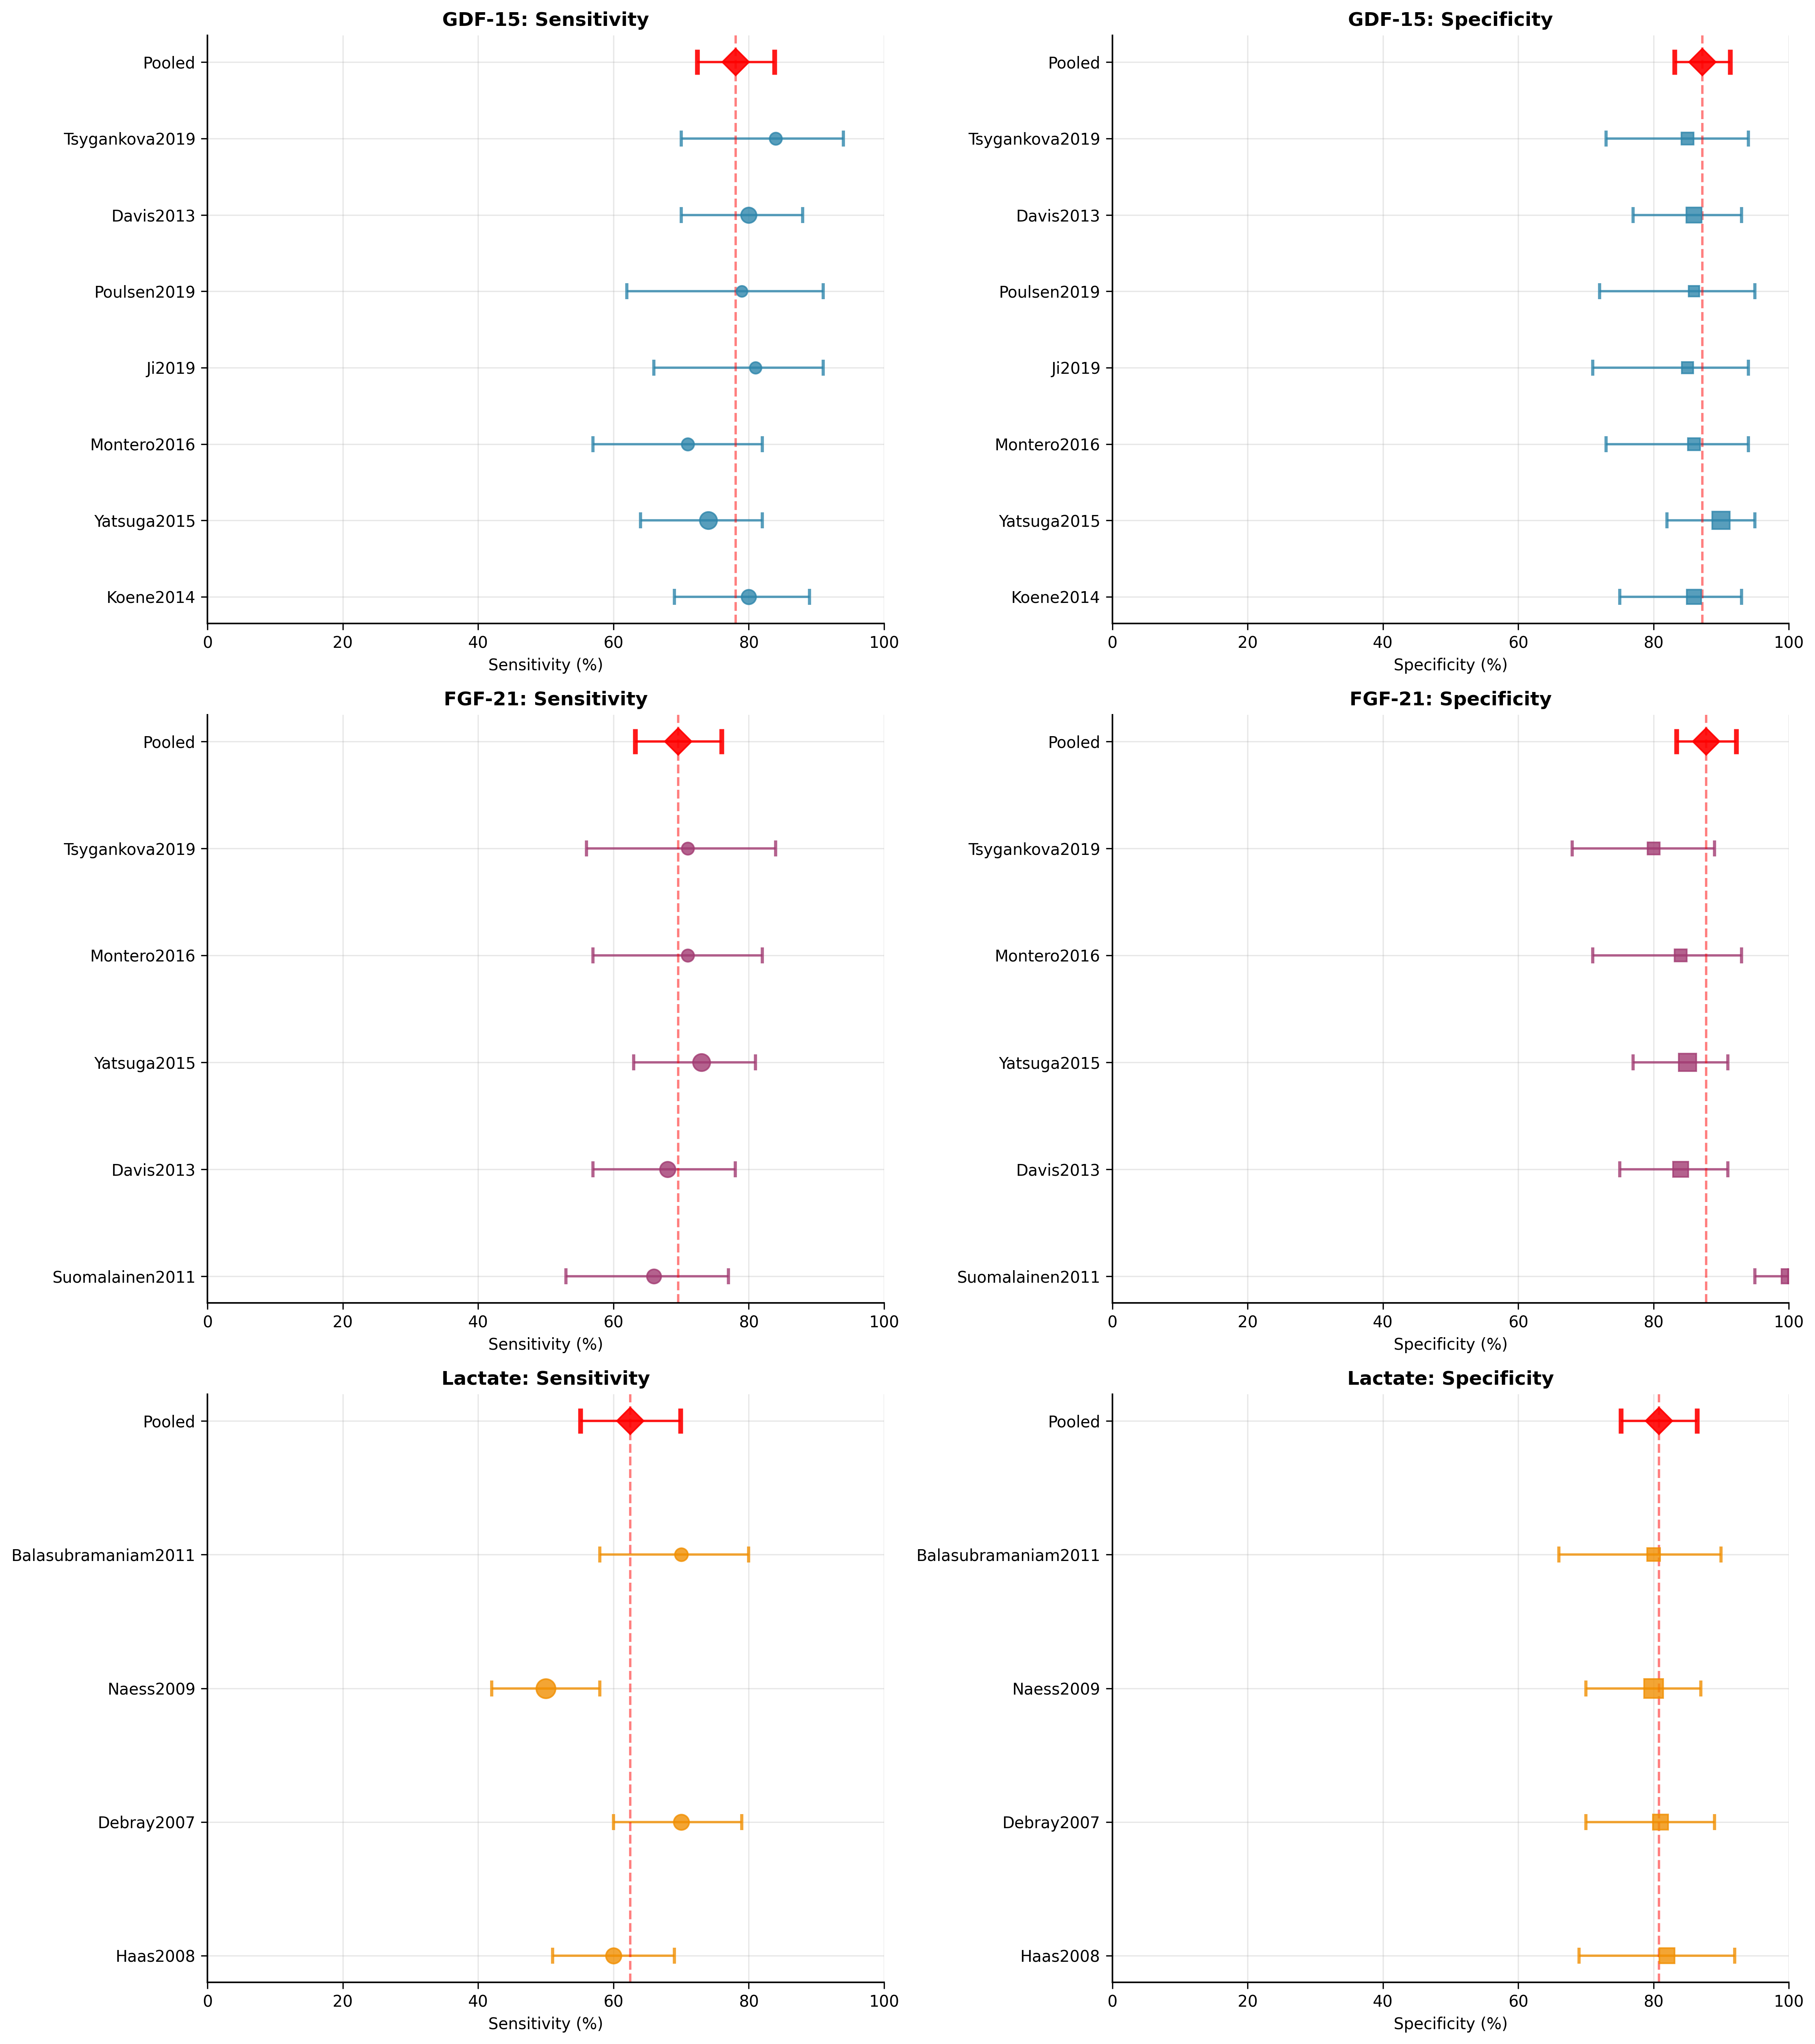 GDF-15: Sensitivity
Pooled
Tsygankova2019
Davis2013
Poulsen2019
Ji2019
Montero2016
Yatsuga2015
Koene2014
0 20 40 60 80 100
Sensitivity (%)
GDF-15: Specificity
Pooled
Tsygankova2019
Davis2013
Poulsen2019
Ji2019
Montero2016
Yatsuga2015
Koene2014
0 20 40 60 80 100
Specificity (%)
FGF-21: Sensitivity
Pooled
Tsygankova2019
Montero2016
Yatsuga2015
Davis2013
Suomalainen2011
0 20 40 60 80 100
Sensitivity (%)
FGF-21: Specificity
Pooled
Tsygankova2019
Montero2016
Yatsuga2015
Davis2013
Suomalainen2011
0 20 40 60 80 100
Specificity (%)
Lactate: Sensitivity
Pooled
Balasubramaniam2011
Naess2009
Debray2007
Haas2008
0 20 40 60 80 100
Sensitivity (%)
Lactate: Specificity
Pooled
Balasubramaniam2011
Naess2009
Debray2007
Haas2008
0 20 40 60 80 100
Specificity (%)